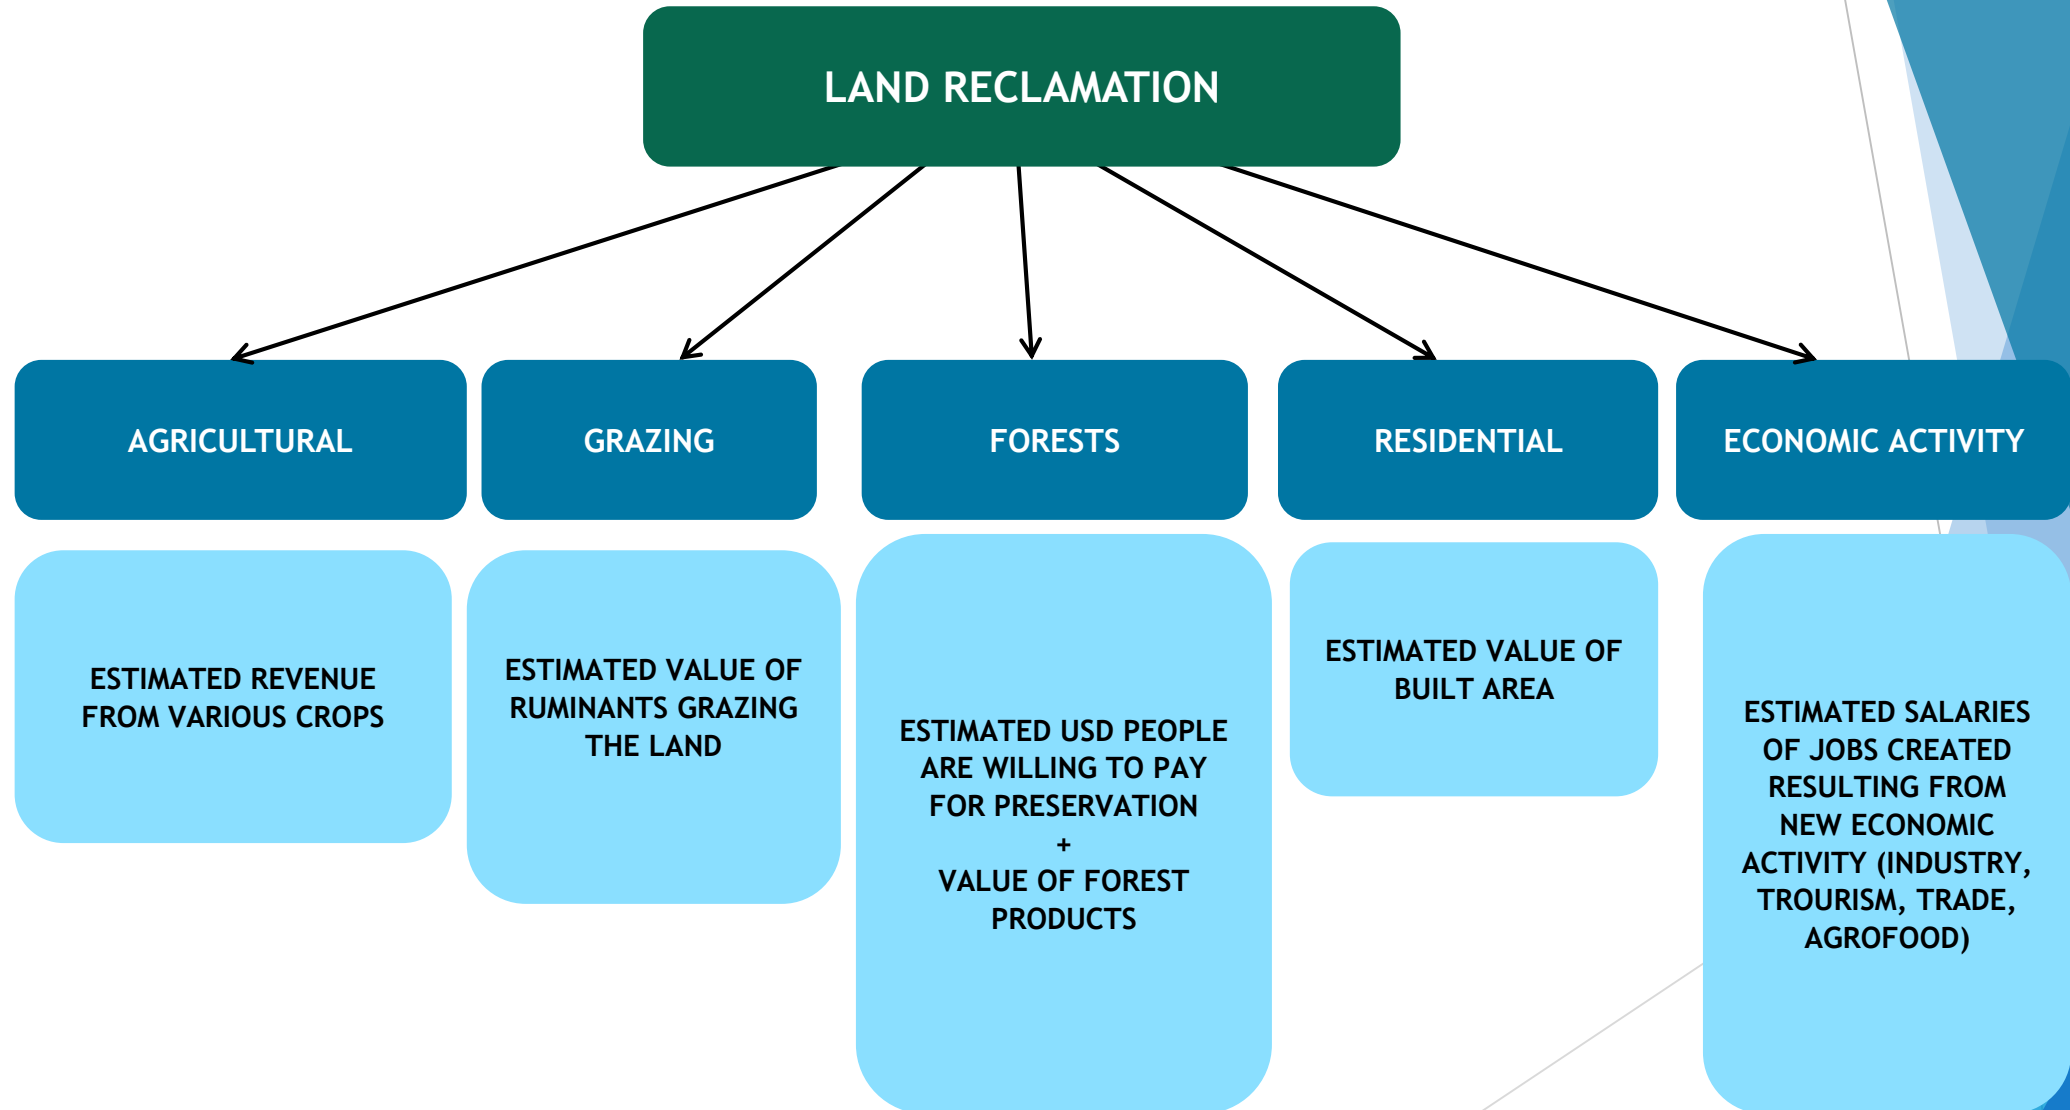 LAND RECLAMATION
AGRICULTURAL
GRAZING
FORESTS
RESIDENTIAL
ECONOMIC ACTIVITY
ESTIMATED REVENUE
FROM VARIOUS CROPS
ESTIMATED VALUE OF
RUMINANTS GRAZING
THE LAND
ESTIMATED USD PEOPLE
ARE WILLING TO PAY
FOR PRESERVATION
+
VALUE OF FOREST
PRODUCTS
ESTIMATED VALUE OF
BUILT AREA
ESTIMATED SALARIES
OF JOBS CREATED
RESULTING FROM
NEW ECONOMIC
ACTIVITY (INDUSTRY,
TROURISM, TRADE,
AGROFOOD)